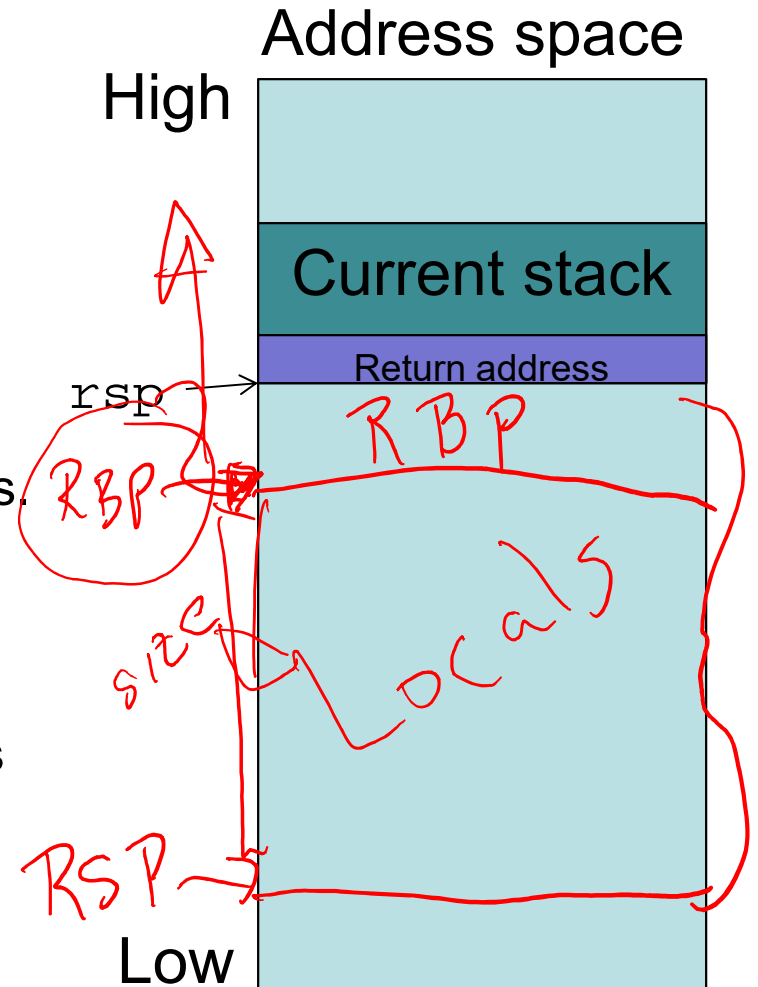 Address space
High
Current stack
Return address
rsp
RBP
s.
RBP
Locals
size
s
RSP
Low